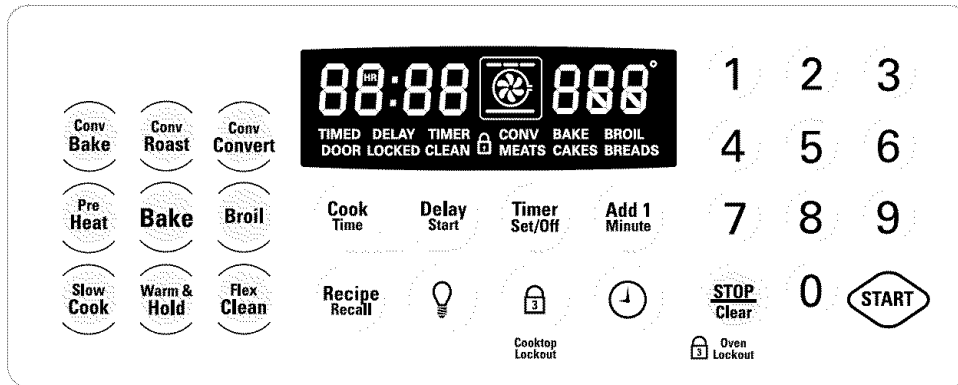 88:88 888°
HR
TIMED DELAY TIMER CONV BAKE BROIL
DOOR LOCKED CLEAN MEATS CAKES BREADS
Conv
Bake
Conv
Roast
Conv
Convert
Pre
Heat
Bake
Broil
Slow
Cook
Warm &
Hold
Flex
Clean
Cook
Time
Delay
Start
Timer
Set/Off
Add 1
Minute
Recipe
Recall
3
Cooktop
Lockout
1 2 3
4 5 6
7 8 9
STOP
Clear
0
START
3
Oven
Lockout